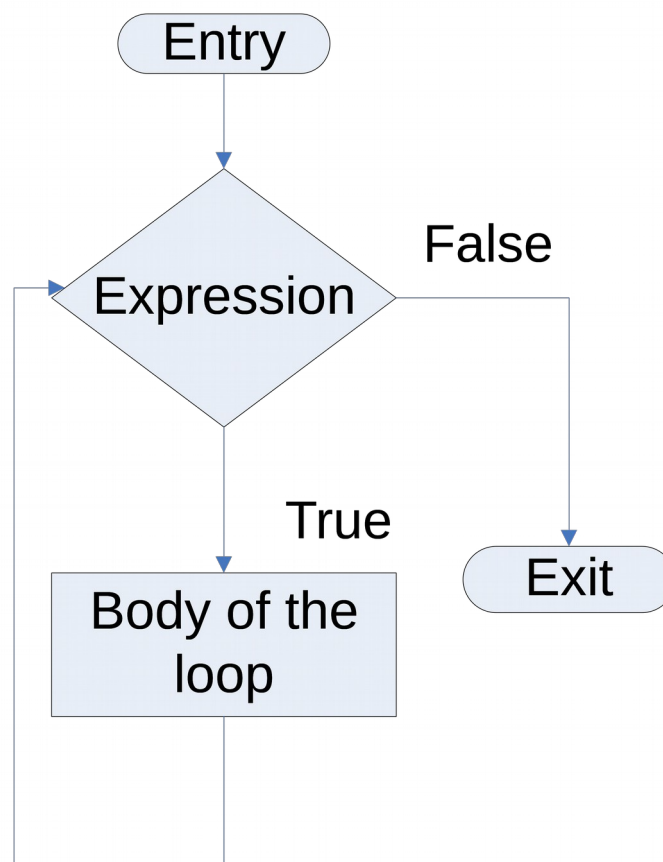 Entry
False
Expression
True
Exit
Body of the
loop